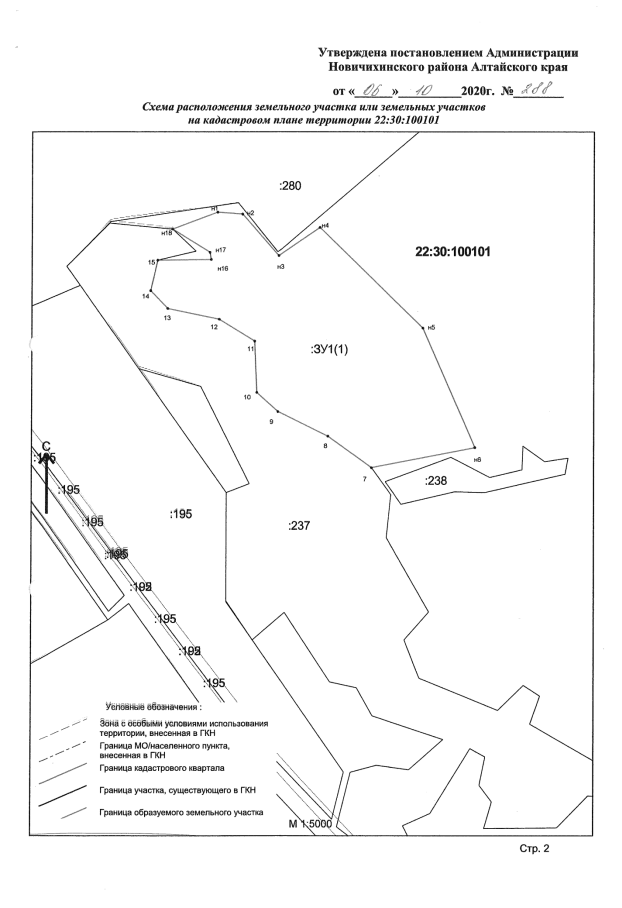 Утверждена постановлением Администрации
Новичихинского района Алтайского края
от «06» 10 2020г. № 288
Схема расположения земельного участка или земельных участков
на кадастровом плане территории 22:30:100101
:280
н1
н2
н18
н4
н17
н3
22:30:100101
15
н16
14
13
12
н5
11
:ЗУ1(1)
10
9
8
н6
С
7
:195
:238
:195
:195
:195
:237
:195
:195
:195
Условные обозначения :
Зона с особыми условиями использования
территории, внесенная в ГКН
Граница МО/населенного пункта,
внесенная в ГКН
Граница кадастрового квартала
Граница участка, существующего в ГКН
Граница образуемого земельного участка
М 1:5000
Стр. 2